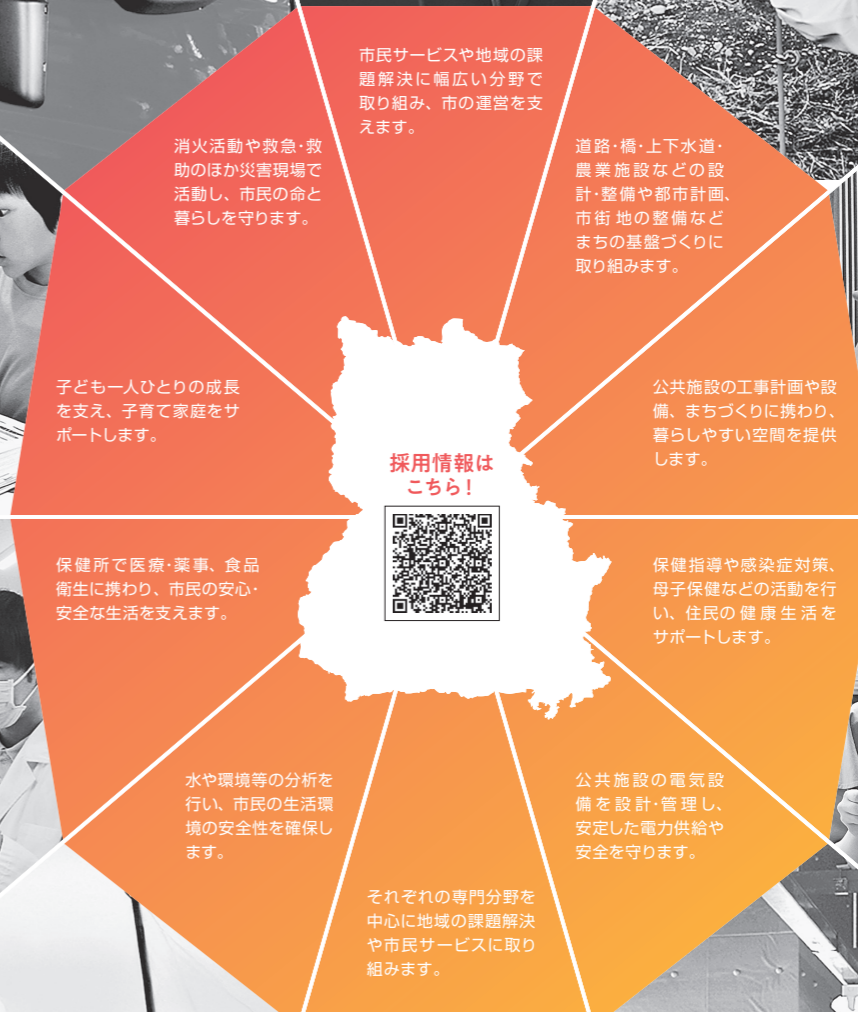 市民サービスや地域の課
題解決に幅広い分野で
取り組み、市の運営を支
えます。
消火活動や救急・救
助のほか災害現場で
活動し、市民の命と
暮らしを守ります。
道路・橋・上下水道・
農業施設などの設
計・整備や都市計画、
市街地の整備など
まちの基盤づくりに
取り組みます。
子ども一人ひとりの成長
を支え、子育て家庭をサ
ポートします。
公共施設の工事計画や設
備、まちづくりに携わり、
暮らしやすい空間を提供
します。
採用情報は
こちら!
保健所で医療・薬事、食品
衛生に携わり、市民の安心・
安全な生活を支えます。
保健指導や感染症対策、
母子保健などの活動を行
い、住民の健康生活を
サポートします。
水や環境等の分析を
行い、市民の生活環
境の安全性を確保し
ます。
公共施設の電気設
備を設計・管理し、
安定した電力供給や
安全を守ります。
それぞれの専門分野を
中心に地域の課題解決
や市民サービスに取り
組みます。